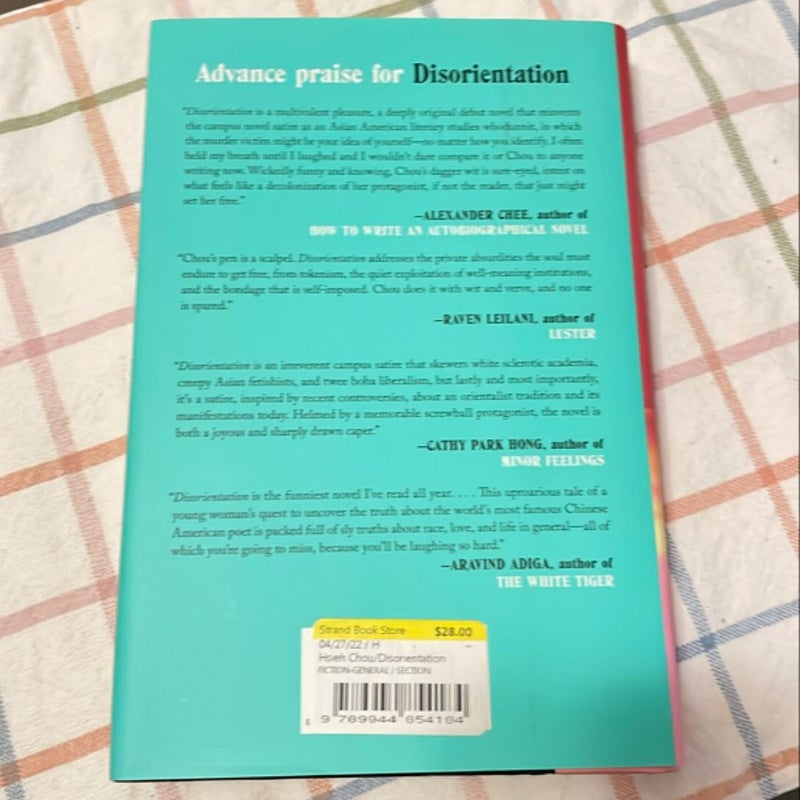 Advance praise for Disorientation
"Disorientation is a multivalent pleasure, a deeply original debut novel that reinvents
the campus novel satire as an Asian American literary studies whodunnit, in which
the murder victim might be your idea of yourself—no matter how you identify. I often
held my breath until I laughed and I wouldn't dare compare it or Chou to anyone
writing now. Wickedly funny and knowing, Chou's dagger wit is sure-eyed, intent on
what feels like a decolonization of her protagonist, if not the reader, that just might
set her free."
—ALEXANDER CHEE, author of
HOW TO WRITE AN AUTOBIOGRAPHICAL NOVEL
"Chou's pen is a scalpel. Disorientation addresses the private absurdities the soul must
endure to get free, from tokenism, the quiet exploitation of well-meaning institutions,
and the bondage that is self-imposed. Chou does it with wit and verve, and no one
is spared."
—RAVEN LEILANI, author of
LUSTER
"Disorientation is an irreverent campus satire that skewers white sclerotic academia,
creepy Asian fetishists, and twee boba liberalism, but lastly and most importantly,
it's a satire, inspired by recent controversies, about an orientalist tradition and its
manifestations today. Helmed by a memorable screwball protagonist, the novel is
both a joyous and sharply drawn caper."
—CATHY PARK HONG, author of
MINOR FEELINGS
"Disorientation is the funniest novel I've read all year. . . . This uproarious tale of a
young woman's quest to uncover the truth about the world's most famous Chinese
American poet is packed full of sly truths about race, love, and life in general—all of
which you're going to miss, because you'll be laughing so hard."
—ARAVIND ADIGA, author of
THE WHITE TIGER
Strand Book Store $28.00
04/27/22 / H
Hsieh Chou/Disorientation
FICTION-GENERAL / SECTION:
9 789944 054104